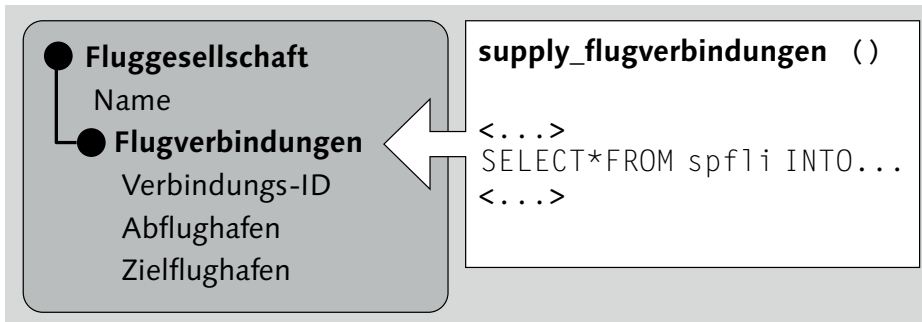 Fluggesellschaft
Name
Flugverbindungen
Verbindungs-ID
Abflughafen
Zielflughafen
supply_flugverbindungen ()
<...>
SELECT*FROM spfli INTO...
<...>